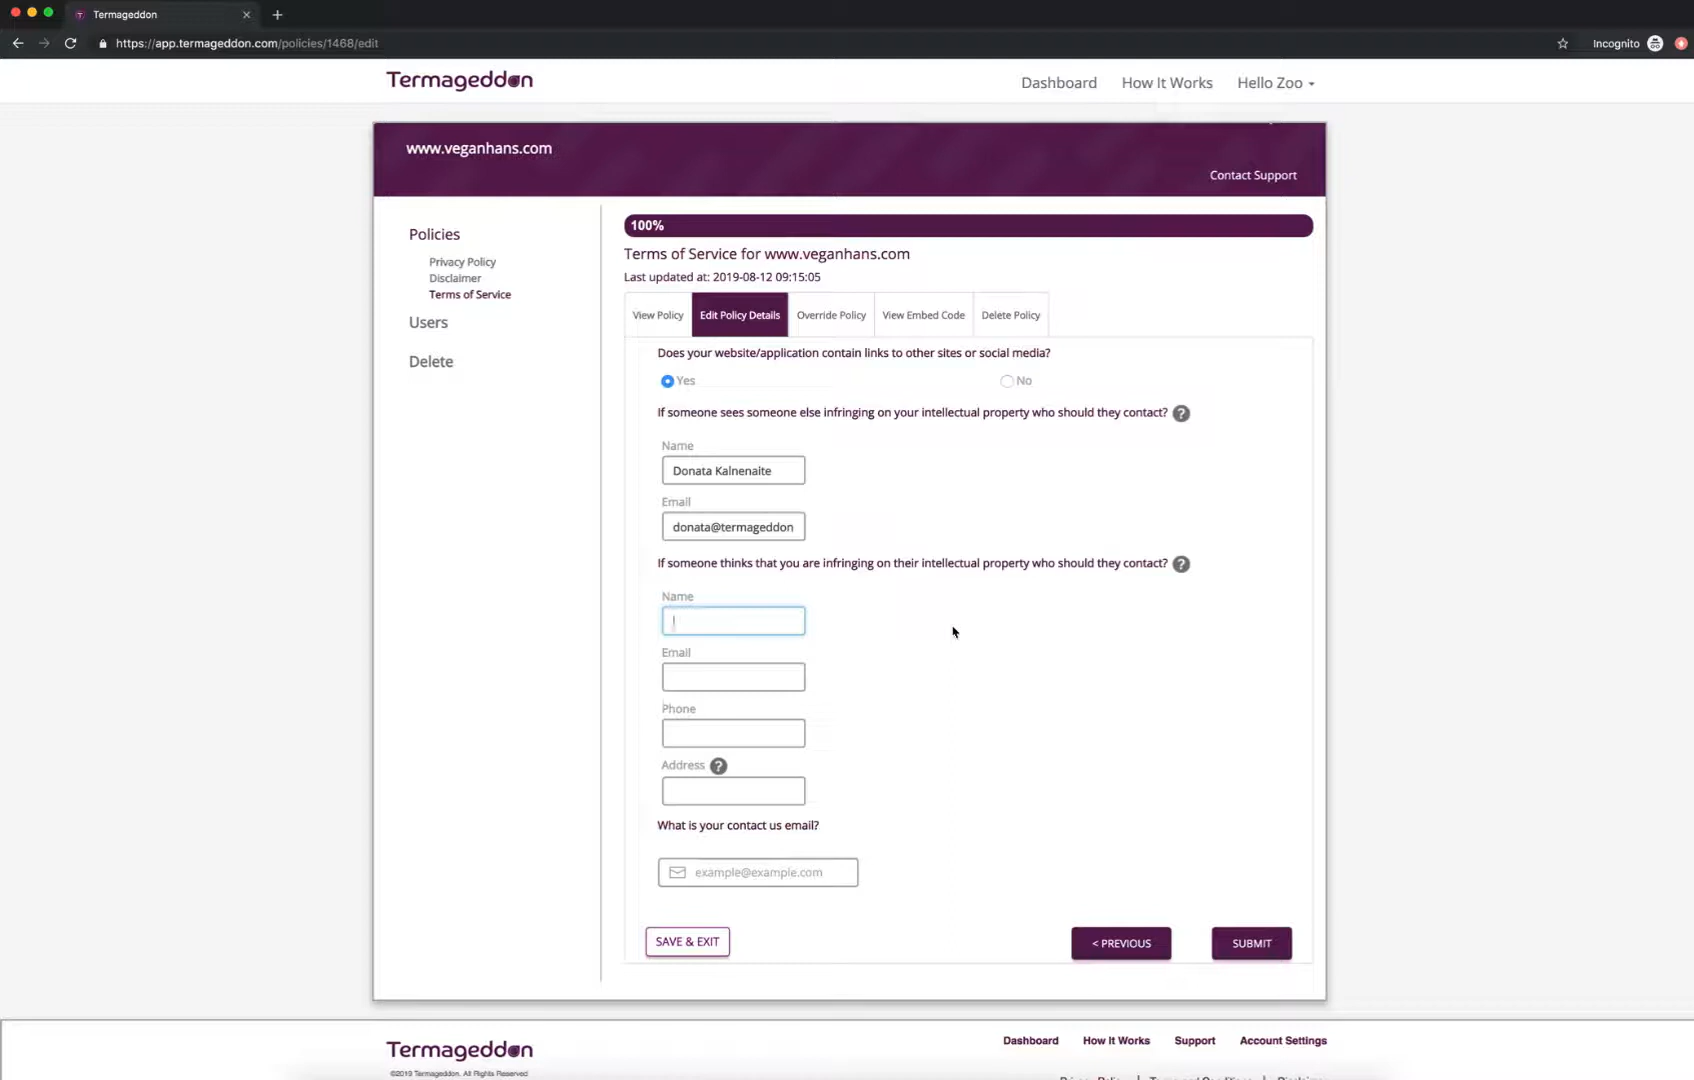 Termageddon
https://app.termageddon.com/policies/1468/edit
Incognito
Termageddon
Dashboard How It Works Hello Zoo
www.veganhans.com
Contact Support
Policies
Privacy Policy
Disclaimer
Terms of Service
Users
Delete
100%
Terms of Service for www.veganhans.com
Last updated at: 2019-08-12 09:15:05
View Policy Edit Policy Details Override Policy View Embed Code Delete Policy
Does your website/application contain links to other sites or social media?
Yes No
If someone sees someone else infringing on your intellectual property who should they contact? ?
Name
Donata Kalnenaite
Email
donata@termageddon
If someone thinks that you are infringing on their intellectual property who should they contact? ?
Name
Email
Phone
Address ?
What is your contact us email?
example@example.com
SAVE & EXIT < PREVIOUS SUBMIT
Termageddon
Dashboard How It Works Support Account Settings
©2019 Termageddon. All Rights Reserved